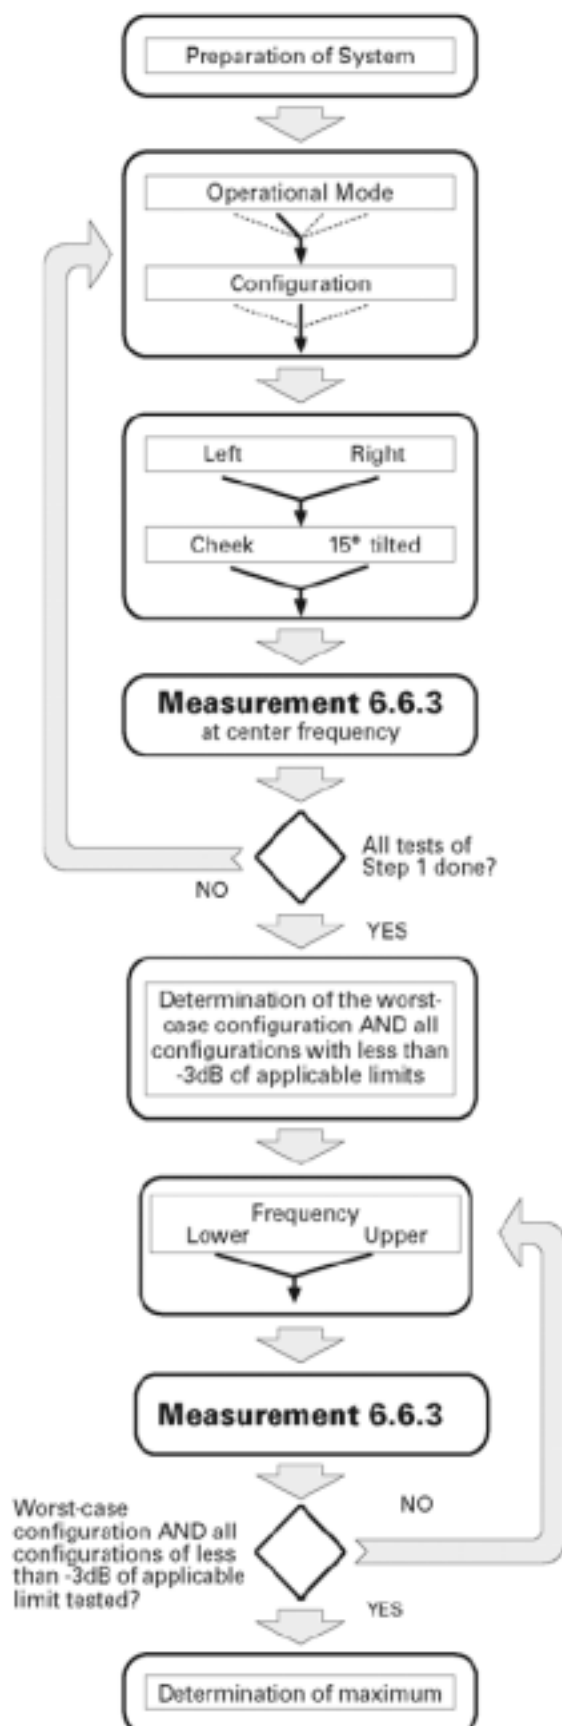 Preparation of System
Operational Mode
Configuration
Left Right
Cheek 15° tilted
Measurement 6.6.3
at center frequency
All tests of
Step 1 done?
NO
YES
Determination of the worst-
case configuration AND all
configurations with less than
-3dB of applicable limits
Frequency
Lower Upper
Measurement 6.6.3
NO
Worst-case
configuration AND all
configurations of less
than -3dB of applicable
limit tested?
YES
Determination of maximum